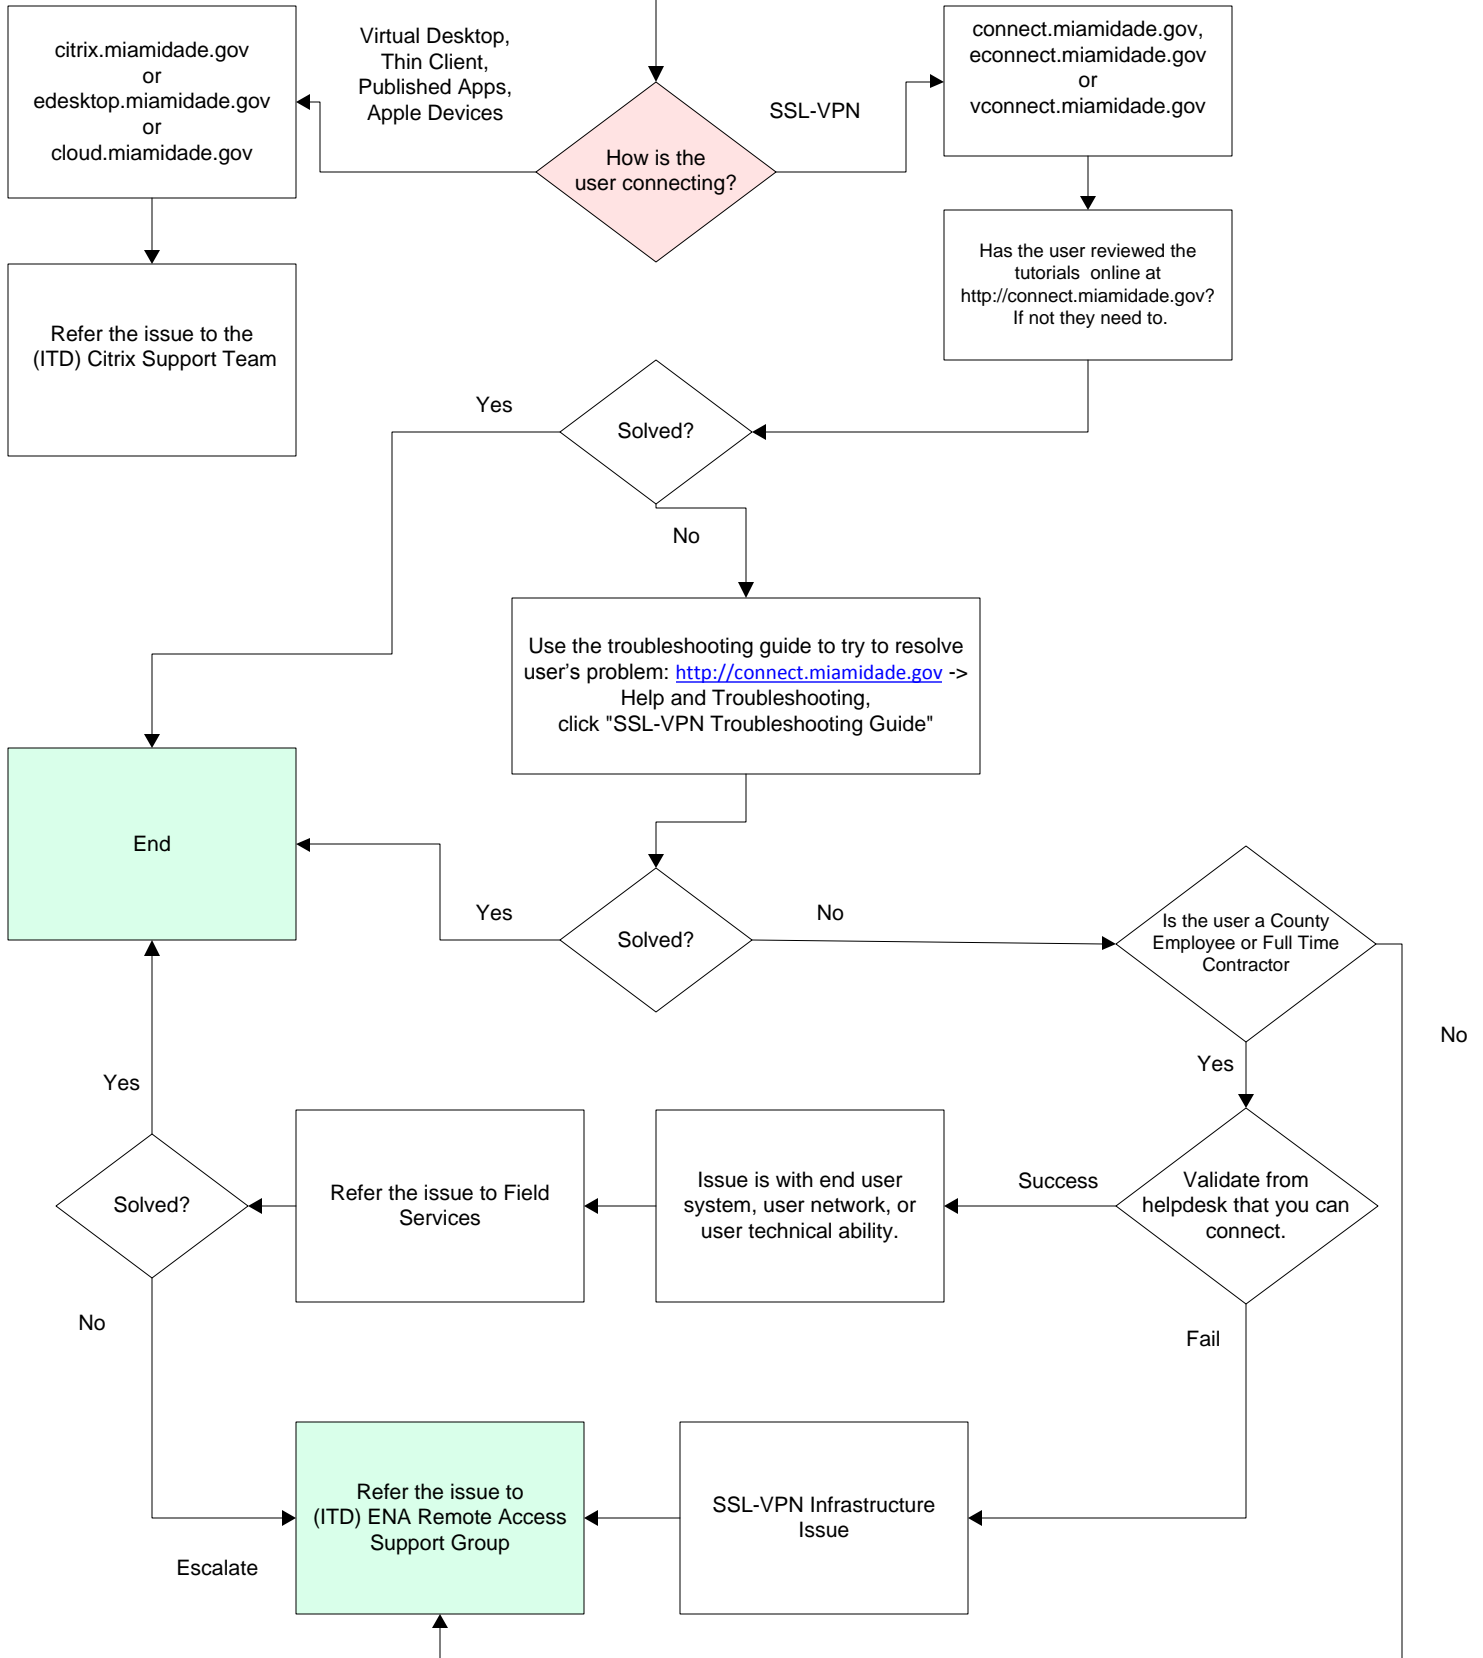 citrix.miamidade.gov
or
edesktop.miamidade.gov
or
cloud.miamidade.gov
Virtual Desktop,
Thin Client,
Published Apps,
Apple Devices
How is the
user connecting?
SSL-VPN
connect.miamidade.gov,
econnect.miamidade.gov
or
vconnect.miamidade.gov
Refer the issue to the
(ITD) Citrix Support Team
Has the user reviewed the
tutorials  online at
http://connect.miamidade.gov?
If not they need to.
Yes
Solved?
No
Use the troubleshooting guide to try to resolve
user’s problem: http://connect.miamidade.gov ->
Help and Troubleshooting,
click "SSL-VPN Troubleshooting Guide"
End
Yes
Solved?
No
Is the user a County
Employee or Full Time
Contractor
No
Yes
Yes
Solved?
Refer the issue to Field
Services
Issue is with end user
system, user network, or
user technical ability.
Success
Validate from
helpdesk that you can
connect.
No
Fail
Refer the issue to
(ITD) ENA Remote Access
Support Group
SSL-VPN Infrastructure
Issue
Escalate